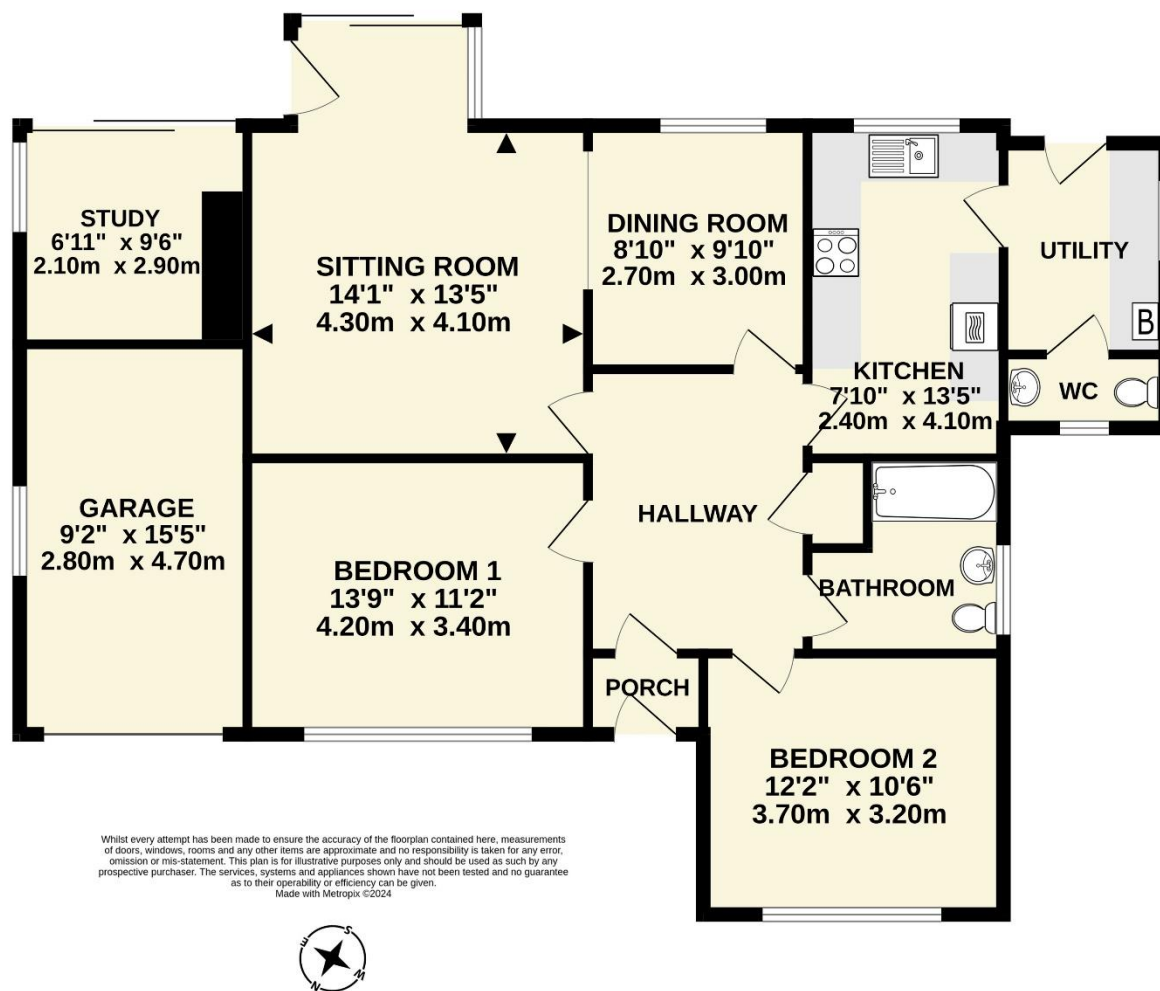 STUDY
6'11" x 9'6"
2.10m x 2.90m
SITTING ROOM
14'1" x 13'5"
4.30m x 4.10m
DINING ROOM
8'10" x 9'10"
2.70m x 3.00m
KITCHEN
7'10" x 13'5"
2.40m x 4.10m
UTILITY
B
WC
GARAGE
9'2" x 15'5"
2.80m x 4.70m
BEDROOM 1
13'9" x 11'2"
4.20m x 3.40m
HALLWAY
BATHROOM
PORCH
BEDROOM 2
12'2" x 10'6"
3.70m x 3.20m
Whilst every attempt has been made to ensure the accuracy of the floorplan contained here, measurements
of doors, windows, rooms and any other items are approximate and no responsibility is taken for any error,
omission or mis-statement. This plan is for illustrative purposes only and should be used as such by any
prospective purchaser. The services, systems and appliances shown have not been tested and no guarantee
as to their operability or efficiency can be given.
Made with Metropix ©2024
S
E
W
N